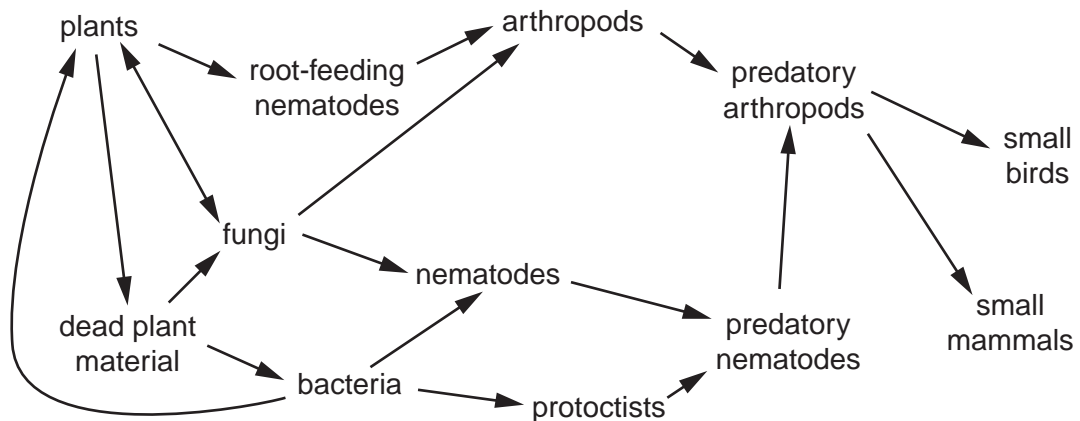 plants
arthropods
root-feeding
nematodes
predatory
arthropods
small
birds
fungi
nematodes
dead plant
material
predatory
nematodes
small
mammals
bacteria
protoctists